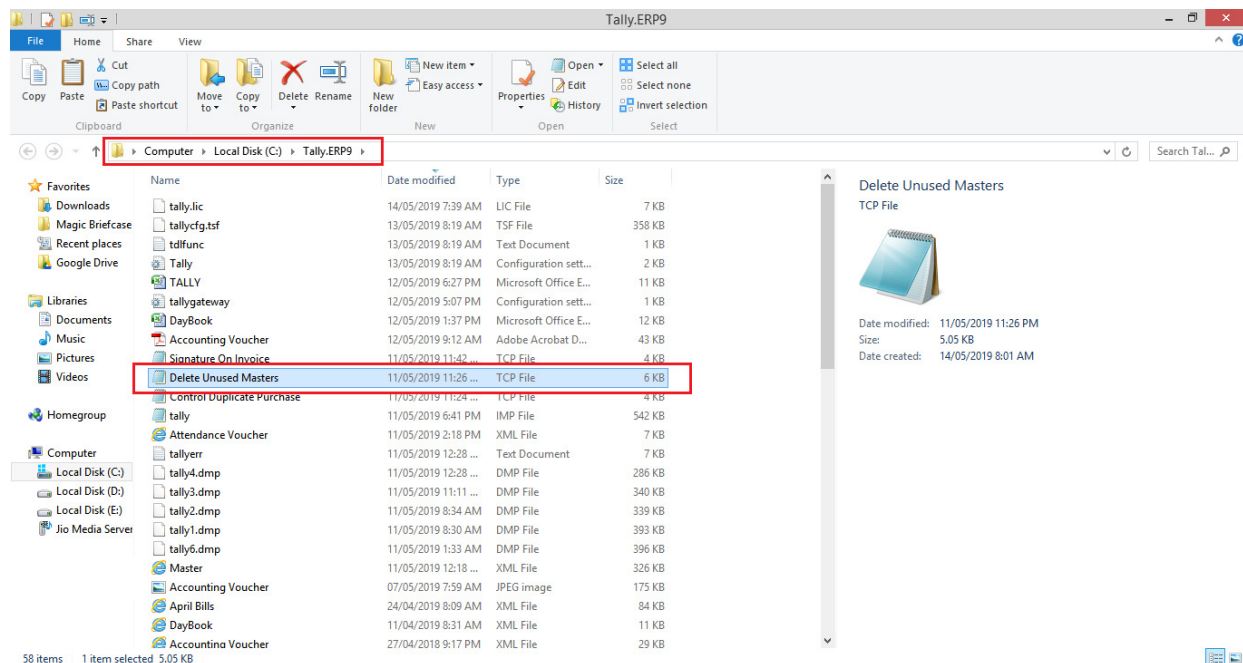 Tally.ERP9
File Home Share View
Copy
Paste
Cut
Copy path
Paste shortcut
Clipboard
Move to
Copy to
Delete
Rename
Organize
New folder
New item
Easy access
New
Properties
Open
Edit
History
Open
Select all
Select none
Invert selection
Select
Computer Local Disk (C:) Tally.ERP9
Search Tal...
Favorites
Downloads
Magic Briefcase
Recent places
Google Drive
Libraries
Documents
Music
Pictures
Videos
Homegroup
Computer
Local Disk (C:)
Local Disk (D:)
Local Disk (E:)
Jio Media Server
Name Date modified Type Size
tally.lic 14/05/2019 7:39 AM LIC File 7 KB
tallycfg.tsf 13/05/2019 8:19 AM TSF File 358 KB
tdlfunc 13/05/2019 8:19 AM Text Document 1 KB
Tally 13/05/2019 8:19 AM Configuration sett... 2 KB
TALLY 12/05/2019 6:27 PM Microsoft Office E... 11 KB
tallygateway 12/05/2019 5:07 PM Configuration sett... 1 KB
DayBook 12/05/2019 1:37 PM Microsoft Office E... 12 KB
Accounting Voucher 12/05/2019 9:12 AM Adobe Acrobat D... 43 KB
Signature On Invoice 11/05/2019 11:42 ... TCP File 4 KB
Delete Unused Masters 11/05/2019 11:26 ... TCP File 6 KB
Control Duplicate Purchase 11/05/2019 11:24 ... TCP File 4 KB
tally 11/05/2019 6:41 PM IMP File 542 KB
Attendance Voucher 11/05/2019 2:18 PM XML File 7 KB
tallyerr 11/05/2019 12:28 ... Text Document 7 KB
tally4.dmp 11/05/2019 12:28 ... DMP File 286 KB
tally3.dmp 11/05/2019 11:11 ... DMP File 340 KB
tally2.dmp 11/05/2019 8:34 AM DMP File 339 KB
tally1.dmp 11/05/2019 8:30 AM DMP File 393 KB
tally6.dmp 11/05/2019 1:33 AM DMP File 396 KB
Master 11/05/2019 12:18 ... XML File 326 KB
Accounting Voucher 07/05/2019 7:59 AM JPEG image 175 KB
April Bills 24/04/2019 8:09 AM XML File 84 KB
DayBook 11/04/2019 8:31 AM XML File 11 KB
Accounting Voucher 27/04/2018 9:17 PM XML File 29 KB
Delete Unused Masters
TCP File
Date modified: 11/05/2019 11:26 PM
Size: 5.05 KB
Date created: 14/05/2019 8:01 AM
58 items 1 item selected 5.05 KB